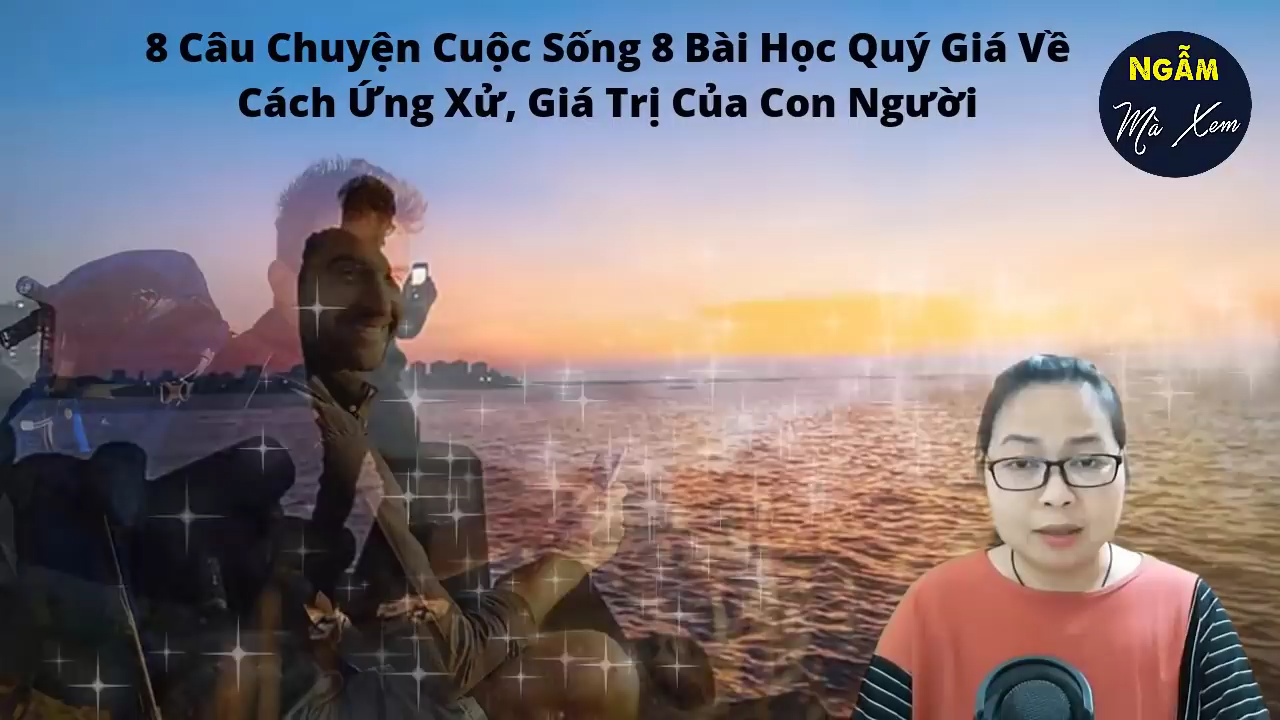 8 Câu Chuyện Cuộc Sống 8 Bài Học Quý Giá Về
Cách Ứng Xử, Giá Trị Của Con Người
NGẪM
Mà Xem